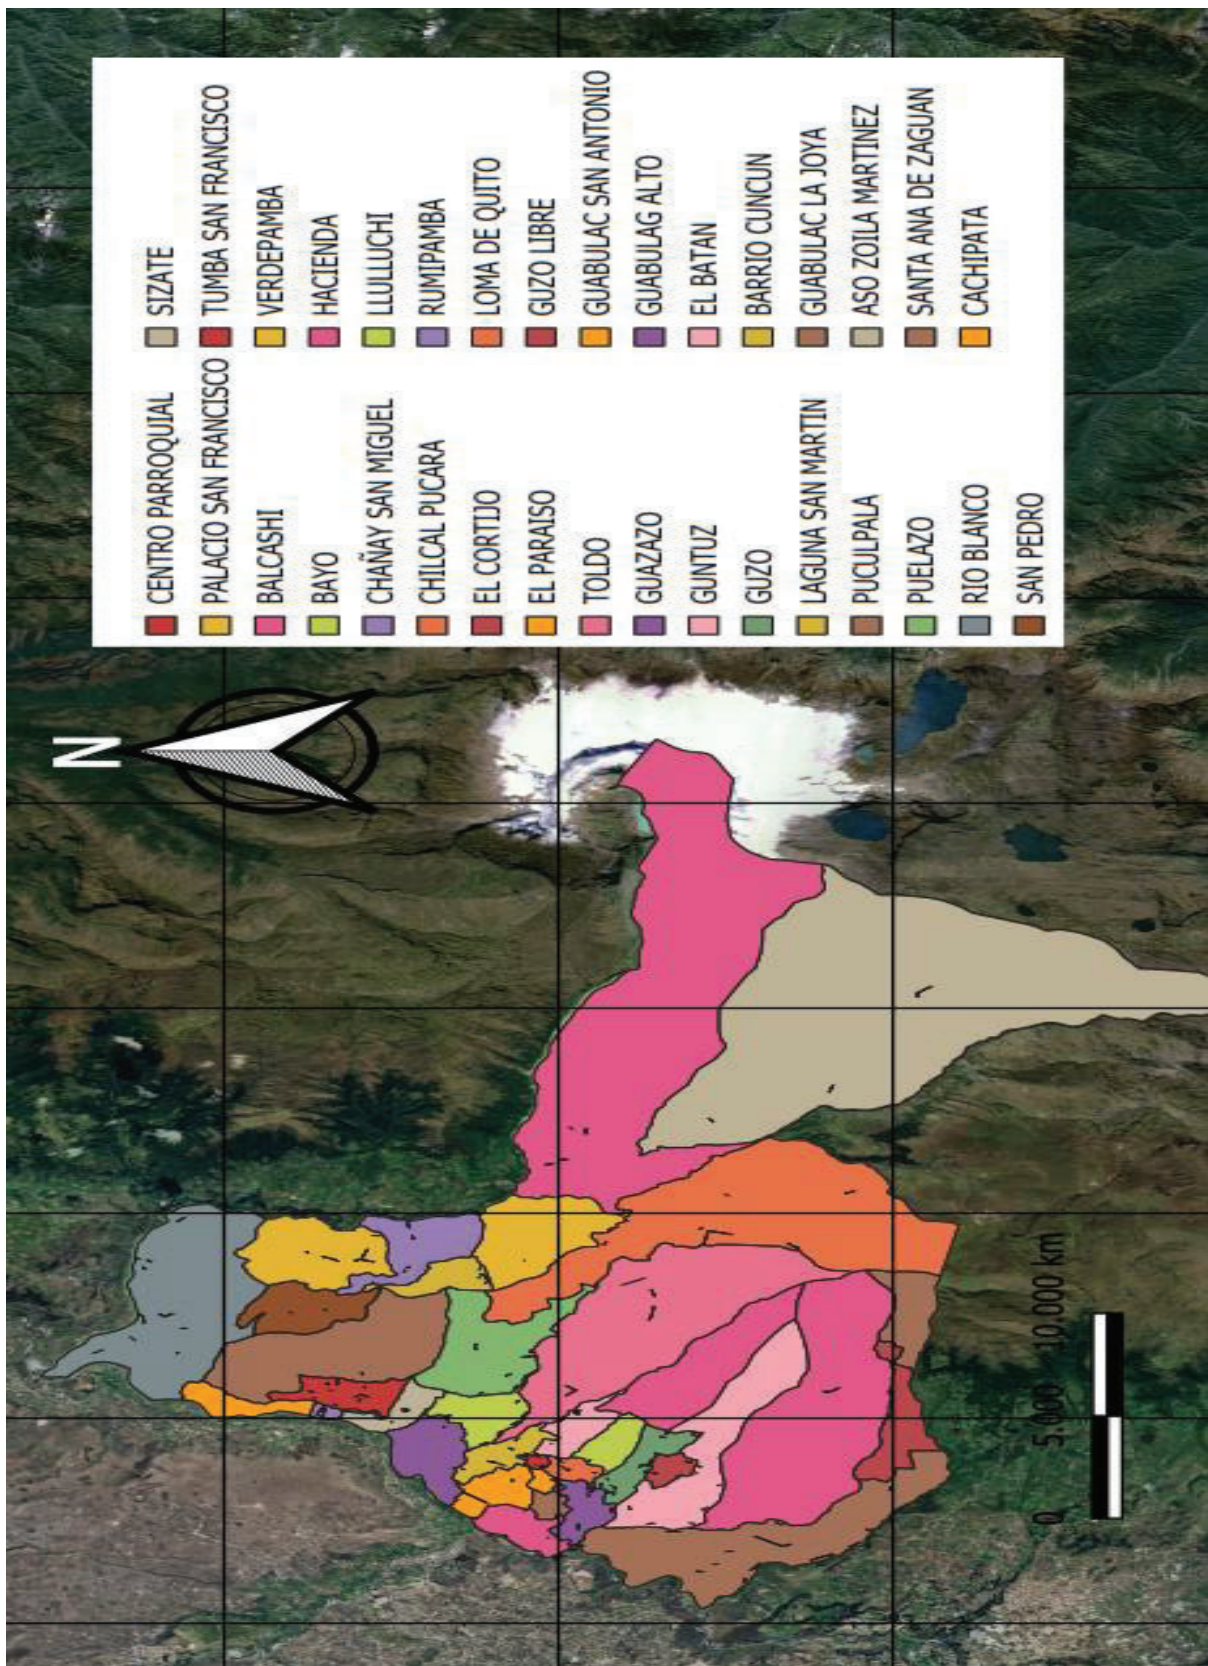 N
CENTRO PARROQUIAL
PALACIO SAN FRANCISCO
BALCASHI
BAYO
CHAÑAY SAN MIGUEL
CHILCAL PUCARA
EL CORTIJO
EL PARAISO
TOLDO
GUAZAZO
GUNTUZ
GUZO
LAGUNA SAN MARTIN
PUCULPALA
PUELAZO
RIO BLANCO
SAN PEDRO
SIZATE
TUMBA SAN FRANCISCO
VERDEPAMBA
HACIENDA
LLULLUCHI
RUMIPAMBA
LOMA DE QUITO
GUZO LIBRE
GUABULAC SAN ANTONIO
GUABULAG ALTO
EL BATAN
BARRIO CUNCUN
GUABULAC LA JOYA
ASO ZOILA MARTINEZ
SANTA ANA DE ZAGUAN
CACHIPATA
0 5.000 10.000 km